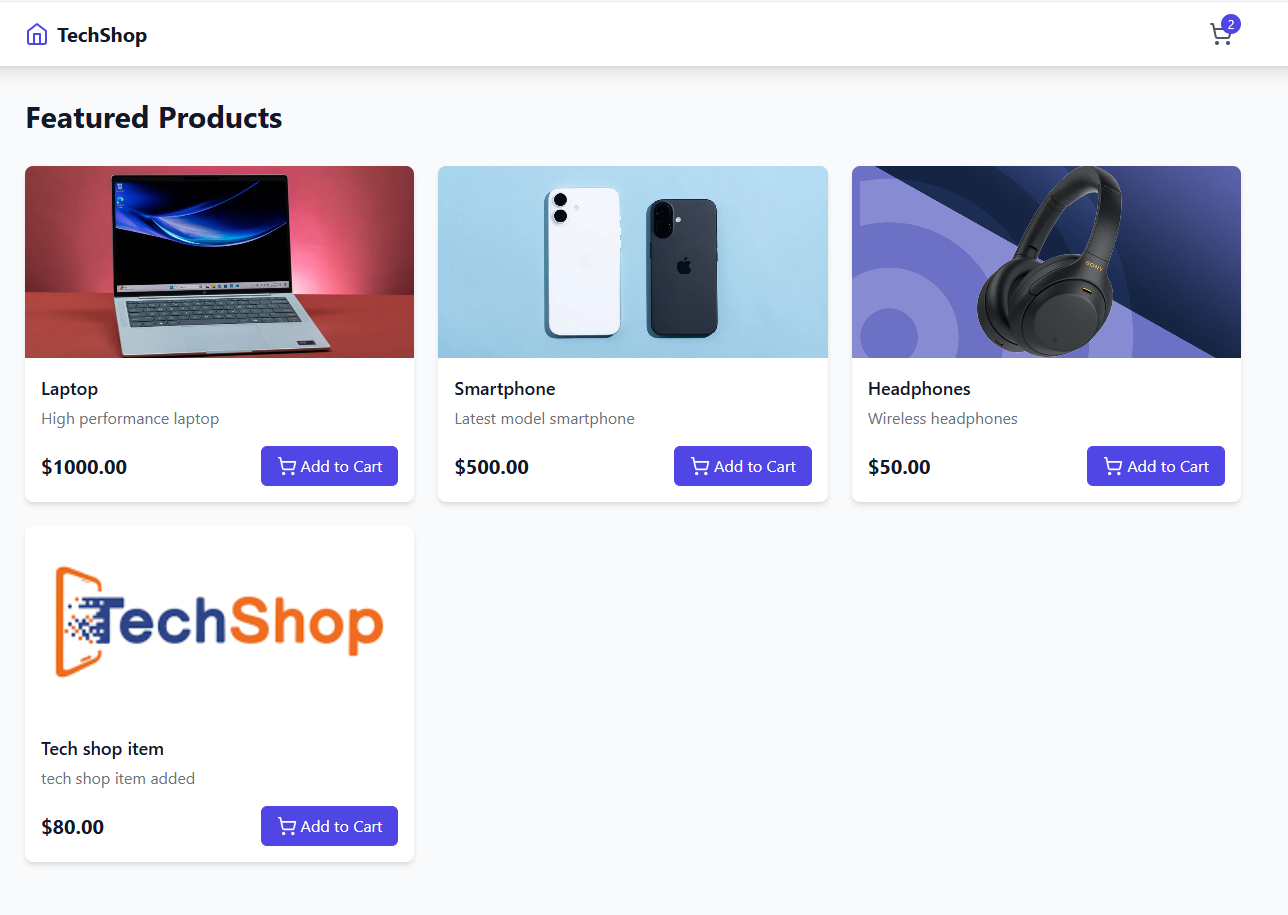 TechShop
2
Featured Products
SONY
Laptop
High performance laptop
$1000.00
Add to Cart
Smartphone
Latest model smartphone
$500.00
Add to Cart
Headphones
Wireless headphones
$50.00
Add to Cart
TechShop
Tech shop item
tech shop item added
$80.00
Add to Cart